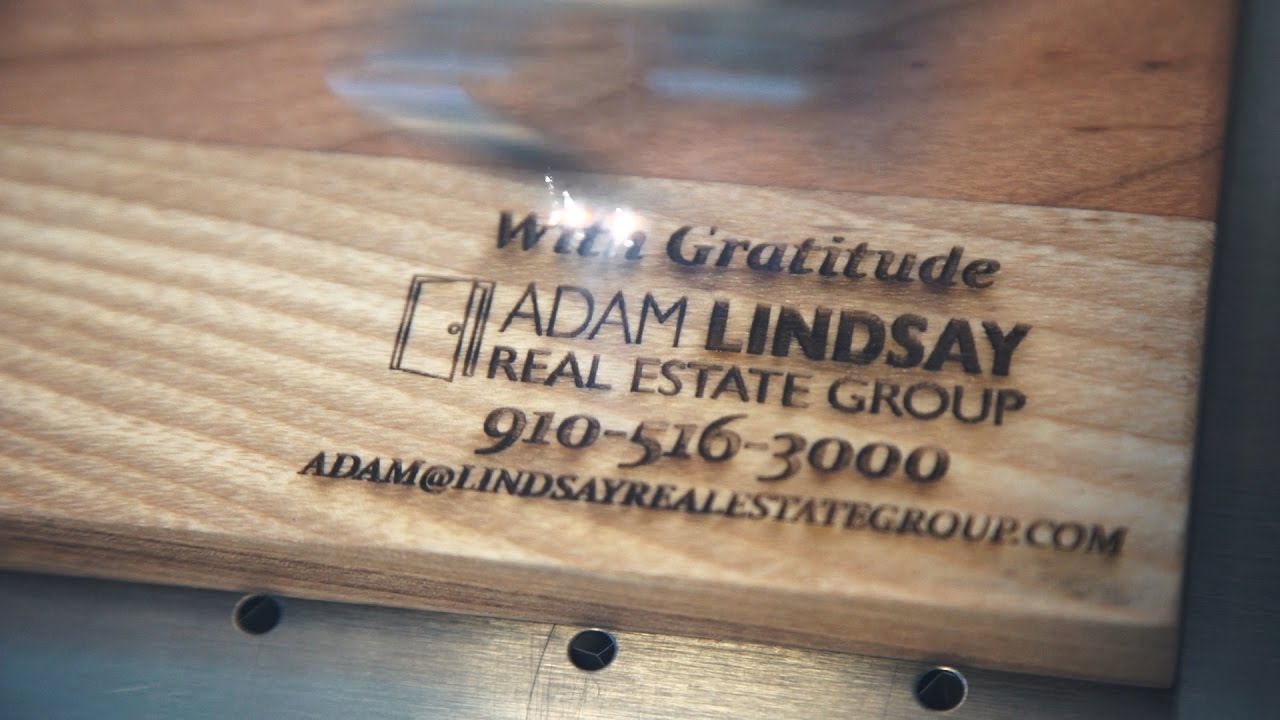 With Gratitude
ADAM LINDSAY
REAL ESTATE GROUP
910-516-3000
ADAM@LINDSAYREALESTATEGROUP.COM